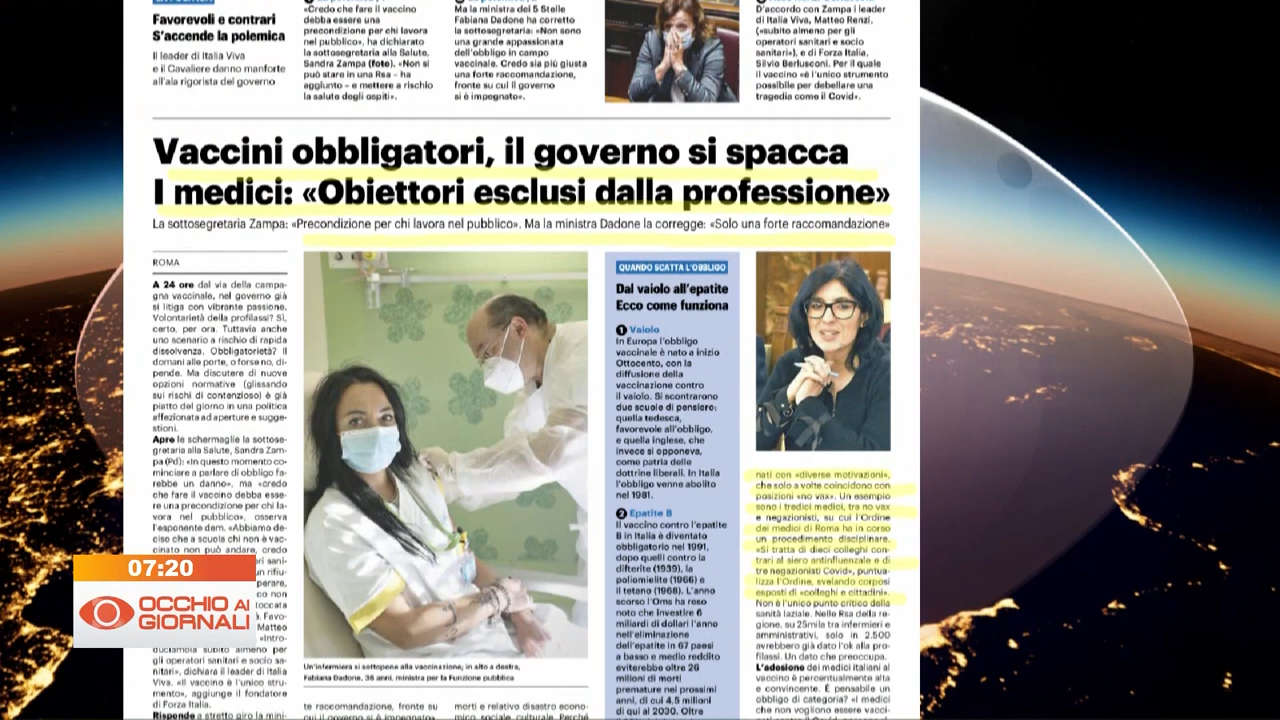 Favorevoli e contrari
S'accende la polemica
Il leader di Italia Viva
e il Cavaliere danno manforte
all'ala rigorista del governo
«Credo che fare il vaccino
debba essere una
precondizione per chi lavora
nel pubblico», ha dichiarato
la sottosegretaria alla Salute,
Sandra Zampa (foto). «Non si
può stare in una Rsa – ha
aggiunto – e mettere a rischio
la salute degli ospiti».
Ma la ministra del 5 Stelle
Fabiana Dadone ha corretto
la sottosegretaria: «Non sono
una grande appassionata
dell'obbligo in campo
vaccinale. Credo sia più giusta
una forte raccomandazione,
fronte su cui il governo
si è impegnato».
D'accordo con Zampa i leader
di Italia Viva, Matteo Renzi,
(«subito almeno per gli
operatori sanitari e socio
sanitari»), e di Forza Italia,
Silvio Berlusconi. Per il quale
il vaccino «è l'unico strumento
possibile per debellare una
tragedia come il Covid».
Vaccini obbligatori, il governo si spacca
I medici: «Obiettori esclusi dalla professione»
La sottosegretaria Zampa: «Precondizione per chi lavora nel pubblico». Ma la ministra Dadone la corregge: «Solo una forte raccomandazione»
ROMA
A 24 ore dal via della campa-
gna vaccinale, nel governo già
si litiga con vibrante passione.
Volontarietà della profilassi? Sì,
certo, per ora. Tuttavia anche
uno scenario a rischio di rapida
dissolvenza. Obbligatorietà? Il
domani alle porte, o forse no, di-
pende. Ma discutere di nuove
opzioni normative (glissando
sui rischi di contenzioso) è già
piatto del giorno in una politica
affezionata ad aperture e sugge-
stioni.
Apre le schermaglie la sottose-
gretaria alla Salute, Sandra Zam-
pa (Pd): «In questo momento co-
minciare a parlare di obbligo fa-
rebbe un danno», ma «credo
che fare il vaccino debba esse-
re una precondizione per chi la-
vora nel pubblico», osserva
l'esponente dem. «Abbiamo de-
ciso che a scuola chi non è vac-
cinato non può andare, credo
ri sani-
un rifiu-
perare,
co non
toccata
. Favo-
Matteo
«Intro-
duciamola subito almeno per
gli operatori sanitari e socio sa-
nitari», dichiara il leader di Italia
Viva. «Il vaccino è l'unico stru-
mento», aggiunge il fondatore
di Forza Italia.
Risponde a stretto giro la mini-
07:20
OCCHIO AI
GIORNALI
Un'infermiera si sottopone alla vaccinazione; in alto a destra,
Fabiana Dadone, 36 anni, ministra per la Funzione pubblica
te raccomandazione, fronte su
cui il governo si è impegnato»
morti e relativo disastro econo-
mico sociale culturale. Perché
QUANDO SCATTA L'OBBLIGO
Dal vaiolo all'epatite
Ecco come funziona
1 Vaiolo
In Europa l'obbligo
vaccinale è nato a inizio
Ottocento, con la
diffusione della
vaccinazione contro
il vaiolo. Si scontrarono
due scuole di pensiero:
quella tedesca,
favorevole all'obbligo,
e quella inglese, che
invece si opponeva,
come patria delle
dottrine liberali. In Italia
l'obbligo venne abolito
nel 1981.
2 Epatite B
Il vaccino contro l'epatite
B in Italia è diventato
obbligatorio nel 1991,
dopo quelli contro la
difterite (1939), la
poliomielite (1966) e
il tetano (1968). L'anno
scorso l'Oms ha reso
noto che investire 6
miliardi di dollari l'anno
nell'eliminazione
dell'epatite in 67 paesi
a basso e medio reddito
eviterebbe oltre 26
milioni di morti
premature nei prossimi
anni, di cui 4,5 milioni
di qui al 2030. Oltre
nati con «diverse motivazioni»,
che solo a volte coincidono con
posizioni «no vax». Un esempio
sono i tredici medici, tra no vax
e negazionisti, su cui l'Ordine
dei medici di Roma ha in corso
un procedimento disciplinare.
«Si tratta di dieci colleghi con-
trari al siero antinfluenzale e di
tre negazionisti Covid», puntua-
lizza l'Ordine, svelando corposi
esposti di «colleghi e cittadini».
Non è l'unico punto critico della
sanità laziale. Nelle Rsa della re-
gione, su 25mila tra infermieri e
amministrativi, solo in 2.500
avrebbero già dato l'ok alla pro-
filassi. Un dato che preoccupa.
L'adesione dei medici italiani al
vaccino è percentualmente alta
e convincente. È pensabile un
obbligo di categoria? «I medici
che non vogliono essere vacci-